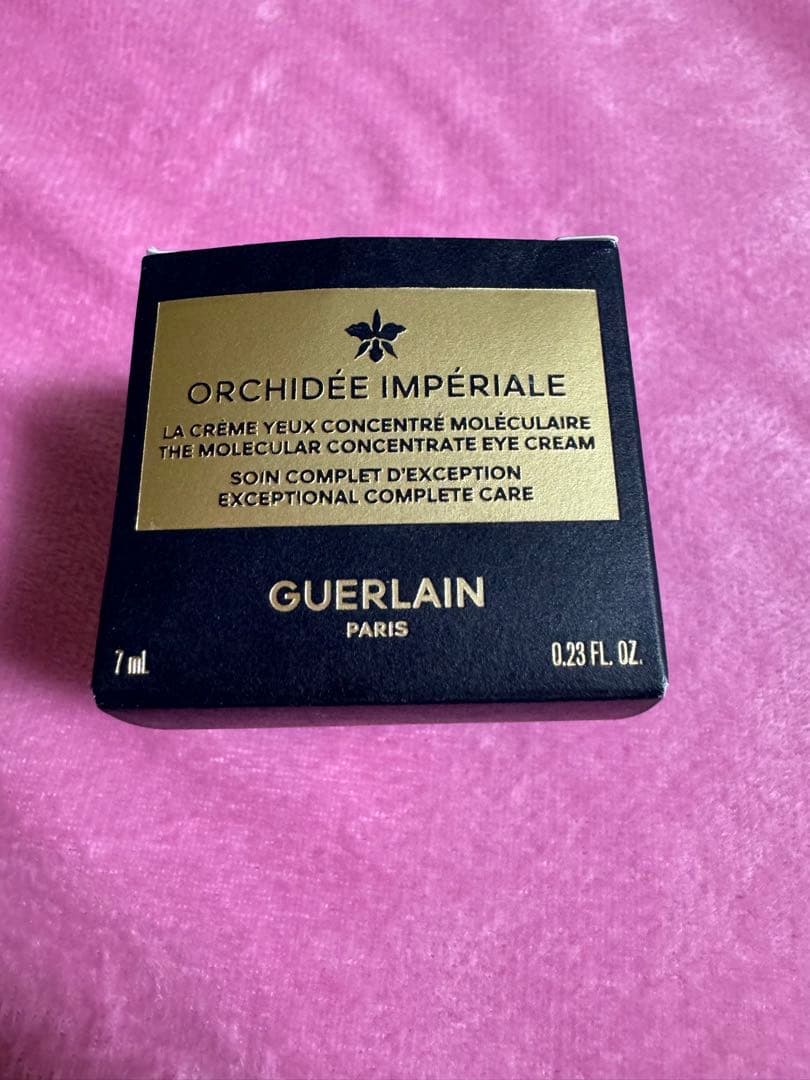 ORCHIDÉE IMPÉRIALE
LA CRÈME YEUX CONCENTRÉ MOLÉCULAIRE
THE MOLECULAR CONCENTRATE EYE CREAM
SOIN COMPLET D'EXCEPTION
EXCEPTIONAL COMPLETE CARE
GUERLAIN
PARIS
7 mL
0.23 FL. OZ.